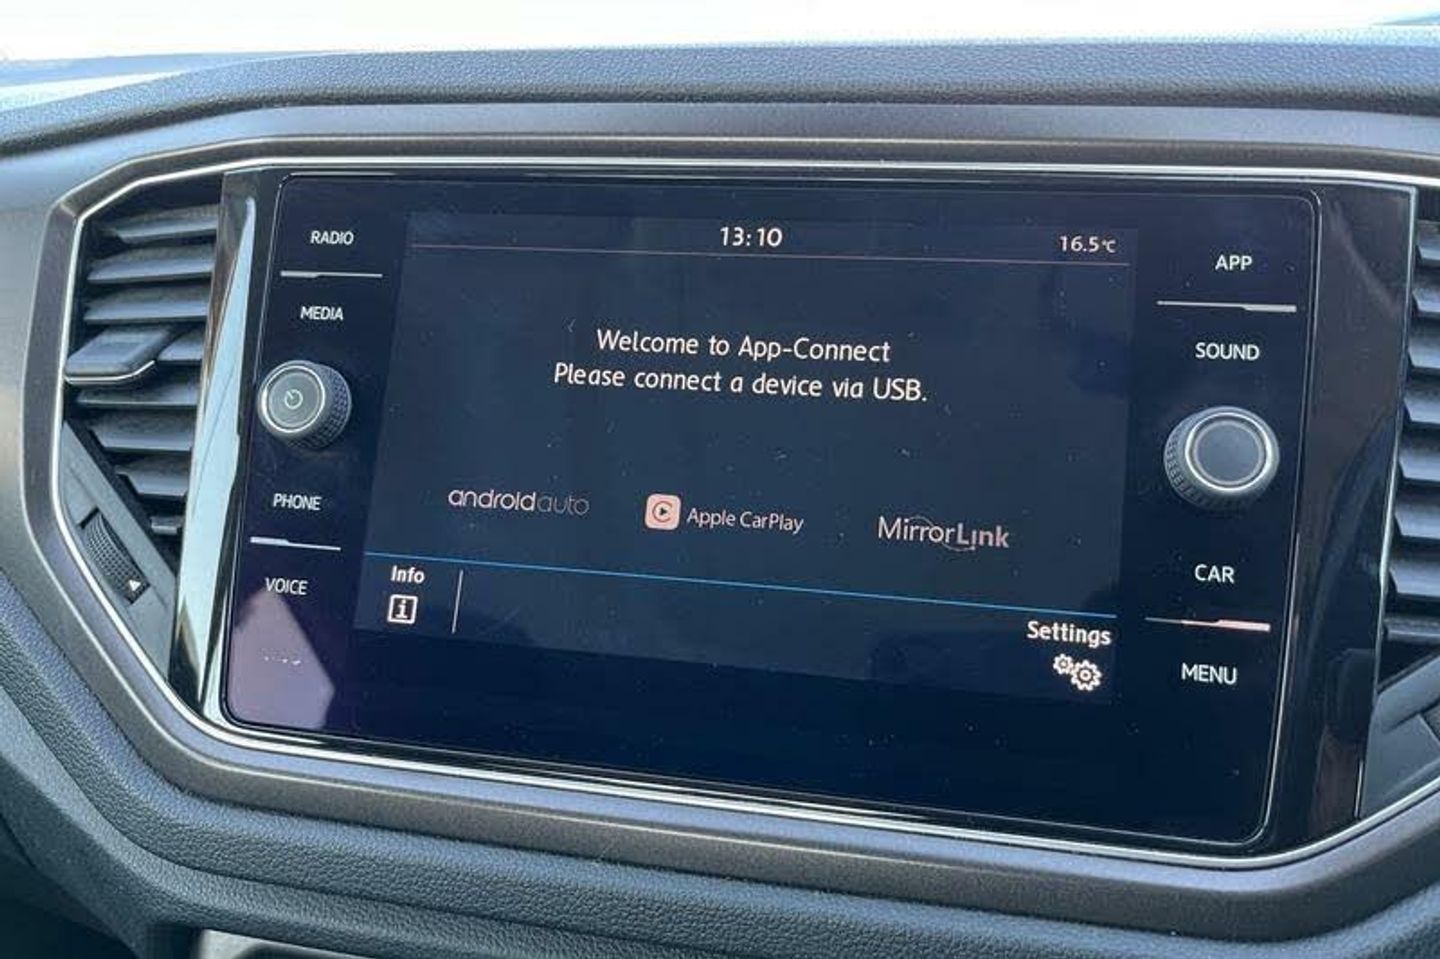 RADIO
MEDIA
PHONE
VOICE
13:10
16.5°C
Welcome to App-Connect
Please connect a device via USB.
androidauto
Apple CarPlay
MirrorLink
Info
i
Settings
APP
SOUND
CAR
MENU